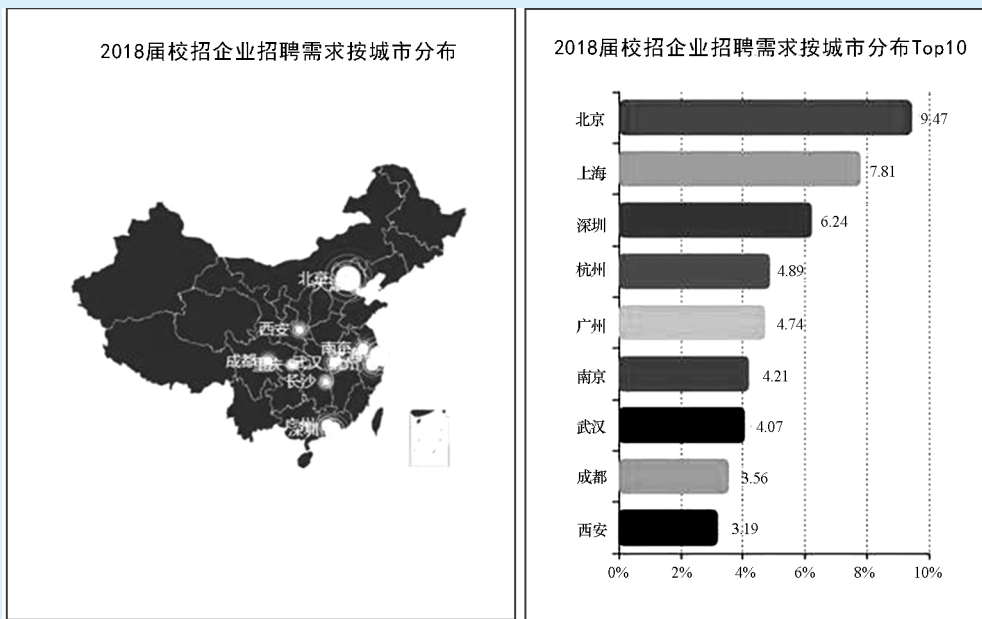 2018届校招企业招聘需求按城市分布
北京
西安
成都
武汉
长沙
深圳
2018届校招企业招聘需求按城市分布Top10
北京 9.47
上海 7.81
深圳 6.24
杭州 4.89
广州 4.74
南京 4.21
武汉 4.07
成都 3.56
西安 3.19
0% 2% 4% 6% 8% 10%